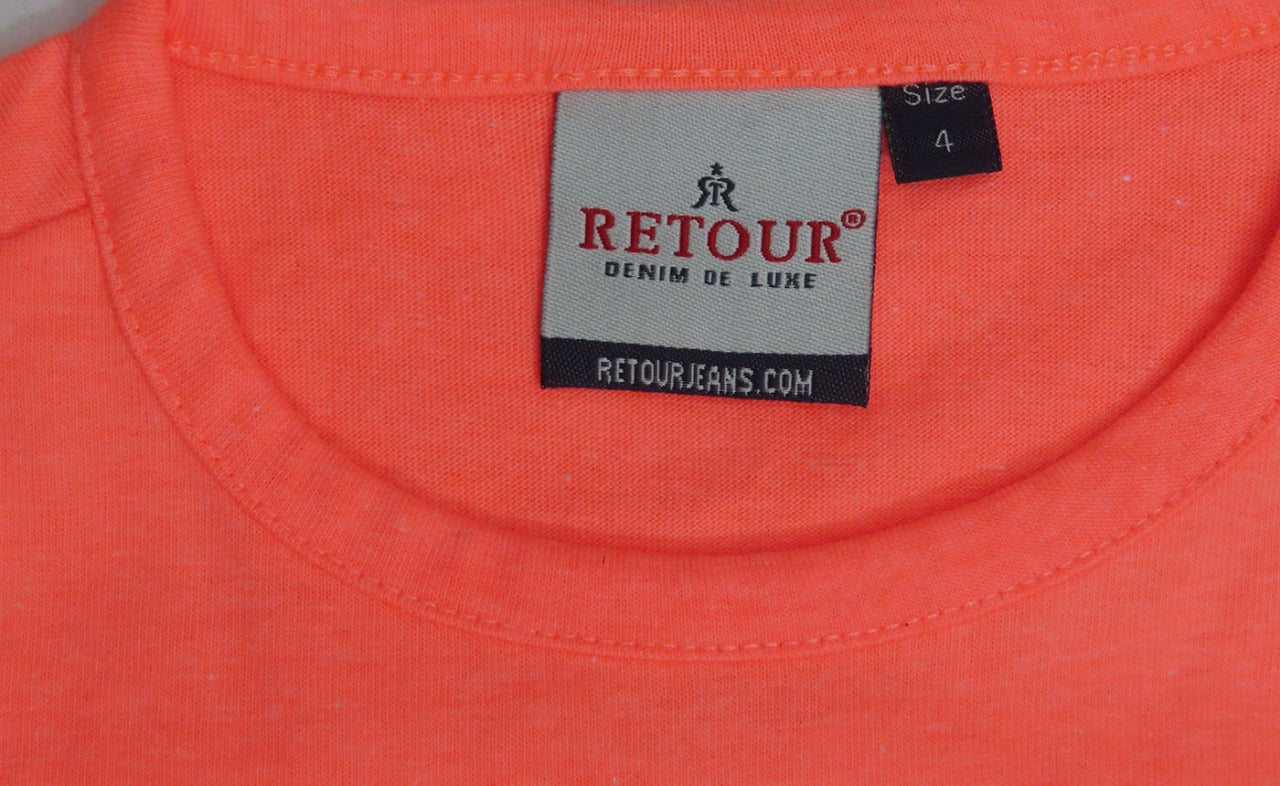 RETOUR®
DENIM DE LUXE
RETOURJEANS.COM
Size
4